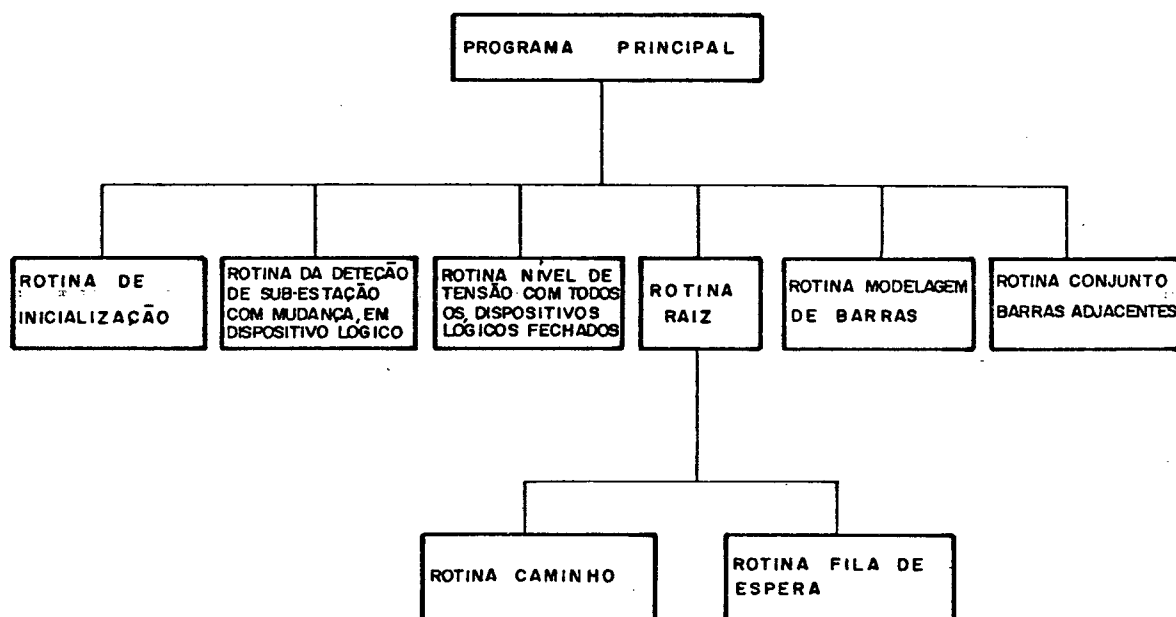 PROGRAMA PRINCIPAL
ROTINA DE
INICIALIZAÇÃO
ROTINA DA DETEÇÃO
DE SUB-ESTAÇÃO
COM MUDANÇA, EM
DISPOSITIVO LÓGICO
ROTINA NÍVEL DE
TENSÃO COM TODOS
OS, DISPOSITIVOS
LÓGICOS FECHADOS
ROTINA
RAIZ
ROTINA MODELAGEM
DE BARRAS
ROTINA CONJUNTO
BARRAS ADJACENTES
ROTINA CAMINHO
ROTINA FILA DE
ESPERA